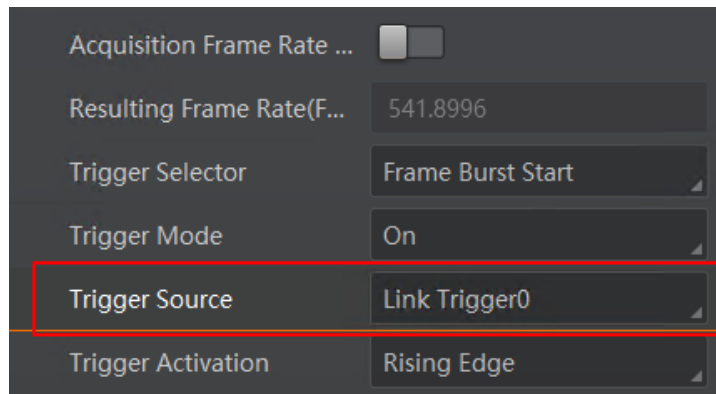 Acquisition Frame Rate ...
Resulting Frame Rate(F... 541.8996
Trigger Selector Frame Burst Start
Trigger Mode On
Trigger Source Link Trigger0
Trigger Activation Rising Edge